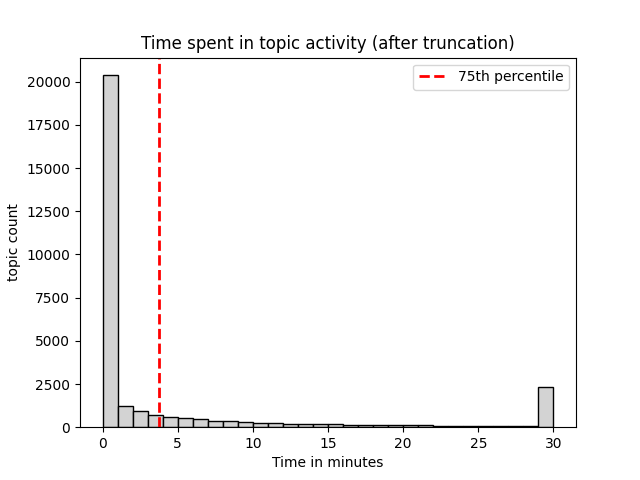 Time spent in topic activity (after truncation)
75th percentile
topic count
20000
17500
15000
12500
10000
7500
5000
2500
0
0 5 10 15 20 25 30
Time in minutes